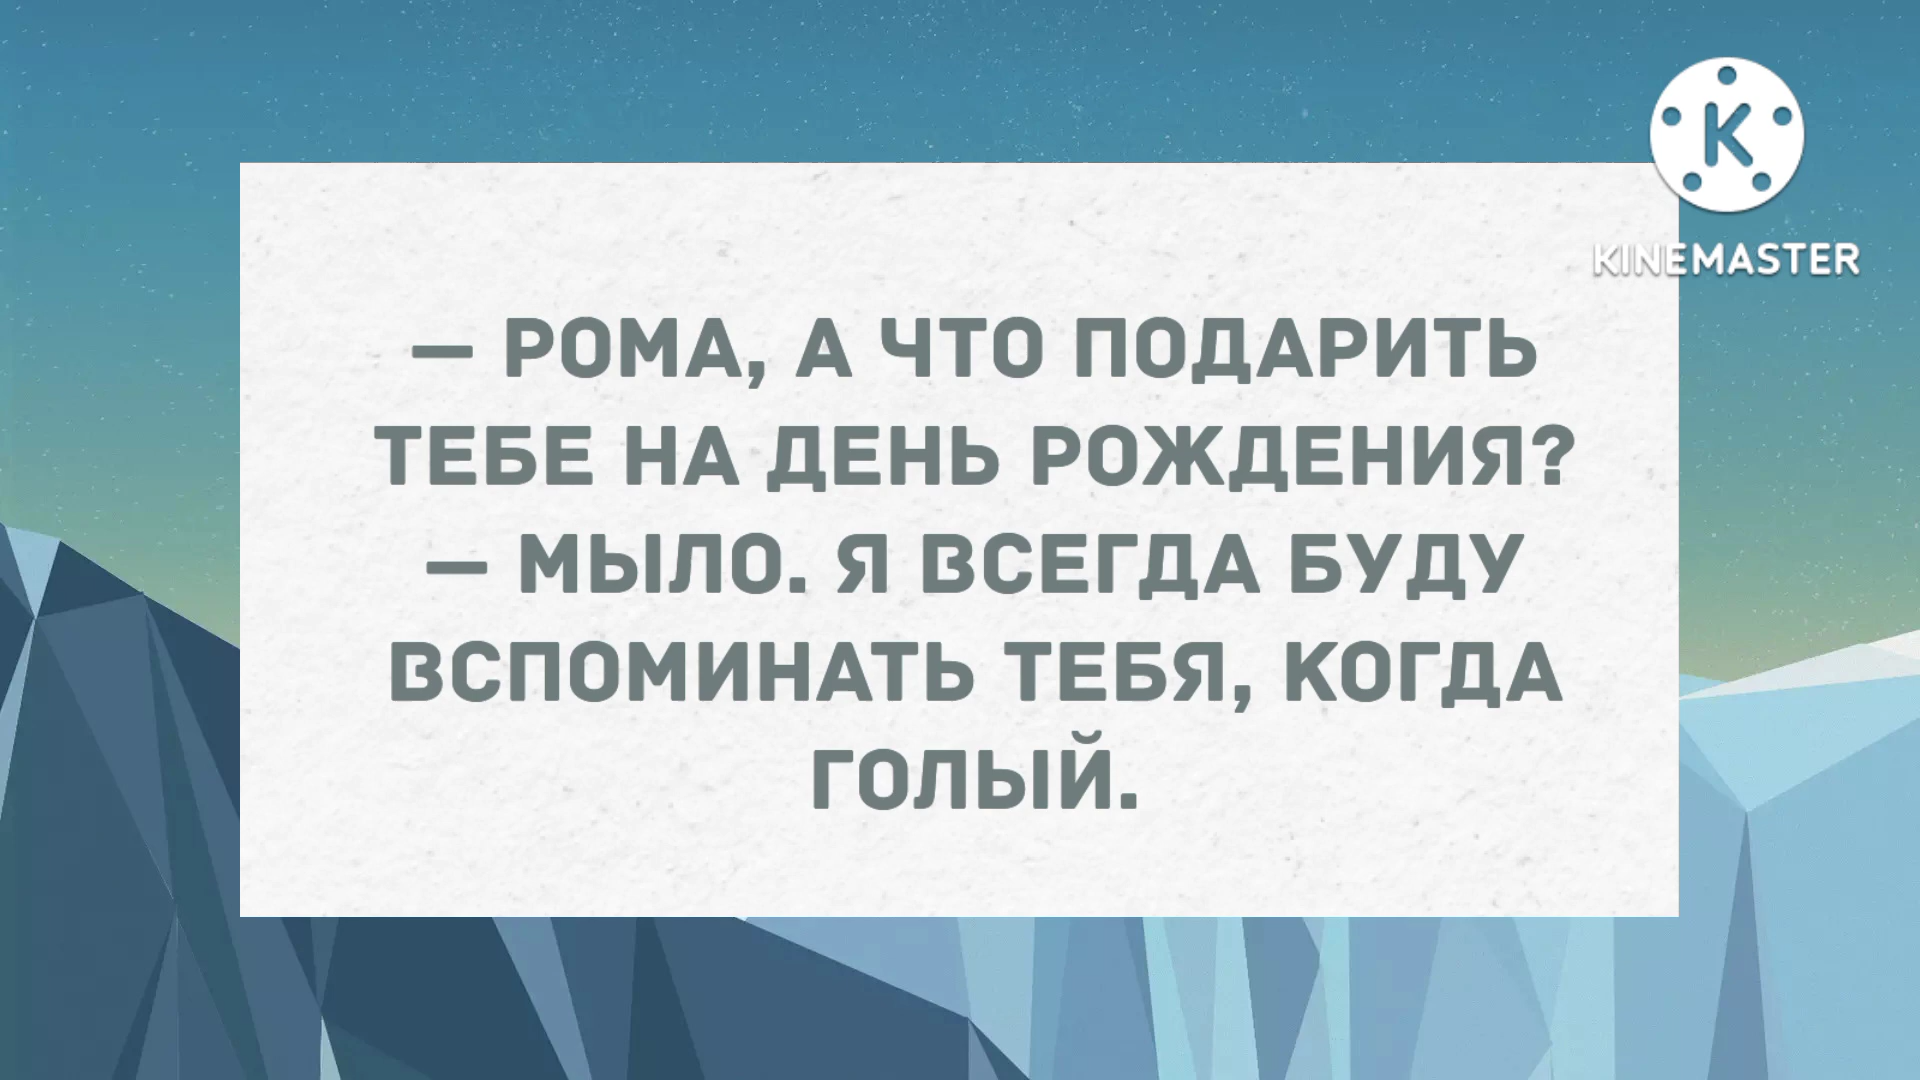 KINEMASTER
— РОМА, А ЧТО ПОДАРИТЬ
ТЕБЕ НА ДЕНЬ РОЖДЕНИЯ?
— МЫЛО. Я ВСЕГДА БУДУ
ВСПОМИНАТЬ ТЕБЯ, КОГДА
ГОЛЫЙ.